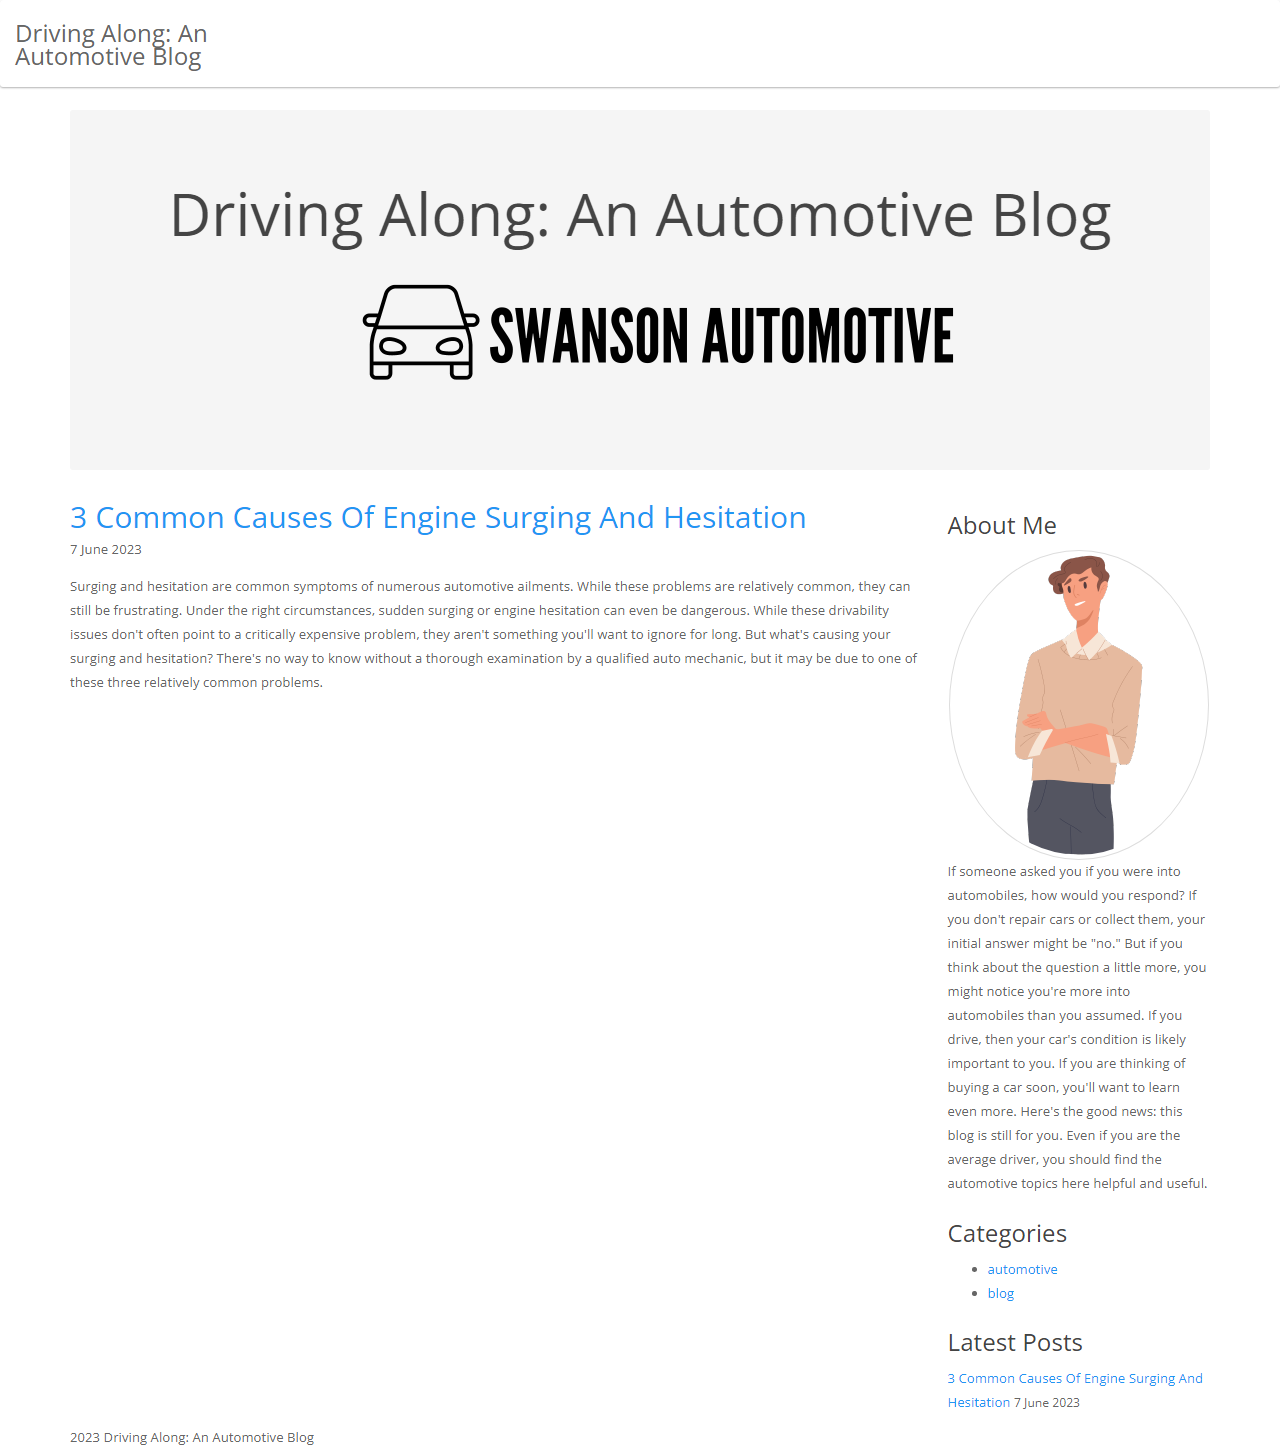 Driving Along: An
Automotive Blog
Driving Along: An Automotive Blog
SWANSON AUTOMOTIVE
3 Common Causes Of Engine Surging And Hesitation
7 June 2023
Surging and hesitation are common symptoms of numerous automotive ailments. While these problems are relatively common, they can
still be frustrating. Under the right circumstances, sudden surging or engine hesitation can even be dangerous. While these drivability
issues don't often point to a critically expensive problem, they aren't something you'll want to ignore for long. But what's causing your
surging and hesitation? There's no way to know without a thorough examination by a qualified auto mechanic, but it may be due to one of
these three relatively common problems.
About Me
If someone asked you if you were into
automobiles, how would you respond? If
you don't repair cars or collect them, your
initial answer might be "no." But if you
think about the question a little more, you
might notice you're more into
automobiles than you assumed. If you
drive, then your car's condition is likely
important to you. If you are thinking of
buying a car soon, you'll want to learn
even more. Here's the good news: this
blog is still for you. Even if you are the
average driver, you should find the
automotive topics here helpful and useful.
Categories
automotive
blog
Latest Posts
3 Common Causes Of Engine Surging And
Hesitation 7 June 2023
2023 Driving Along: An Automotive Blog